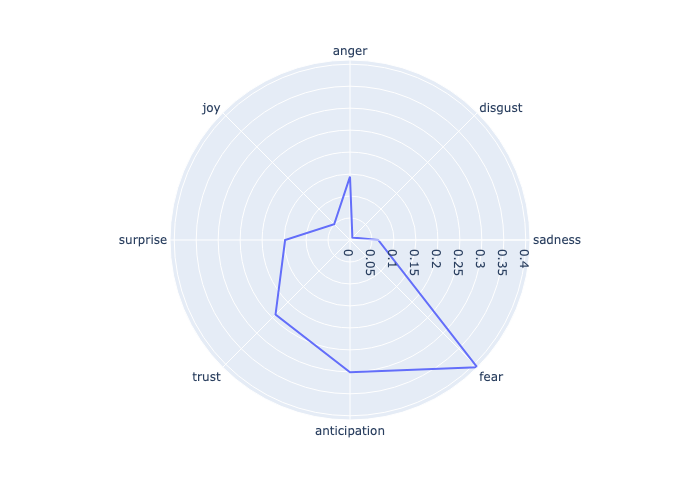 anger
joy
disgust
surprise
sadness
0
0.05
0.1
0.15
0.2
0.25
0.3
0.35
0.4
trust
fear
anticipation